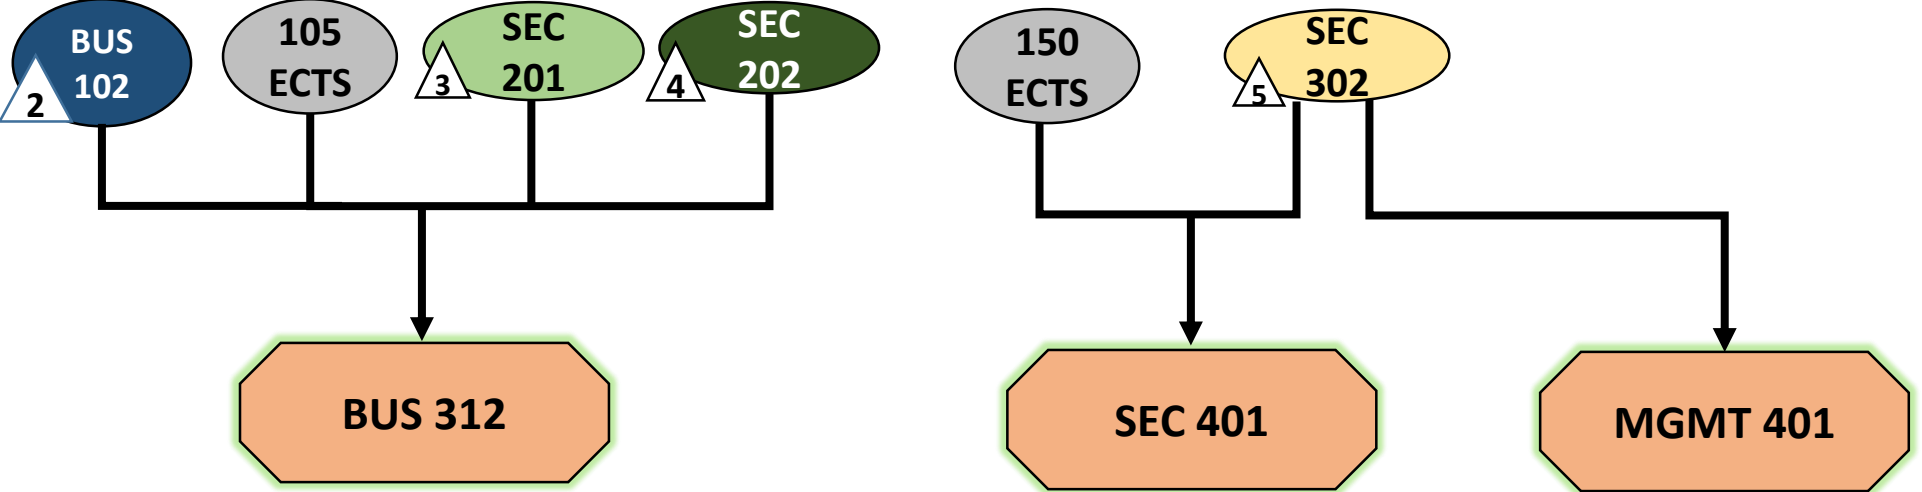 BUS
102
2
105
ECTS
SEC
201
3
SEC
202
4
150
ECTS
SEC
302
5
BUS 312
SEC 401
MGMT 401